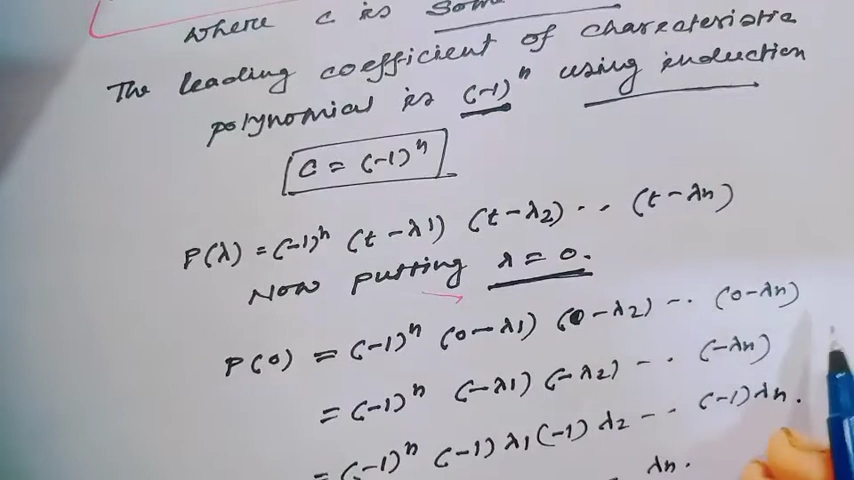 where c is some
The leading coefficient of charecteristic
polynomial is (-1)^n using induction
C = (-1)^n
P(λ) = (-1)^n (t - λ1) (t - λ2) .. (t - λn)
Now putting λ = 0.
P(0) = (-1)^n (0 - λ1) (0 - λ2) -. (0 - λn)
= (-1)^n (-λ1) (-λ2) -. (-λn)
= (-1)^n (-1) λ1 (-1) λ2 -. (-1) λn.
λn.